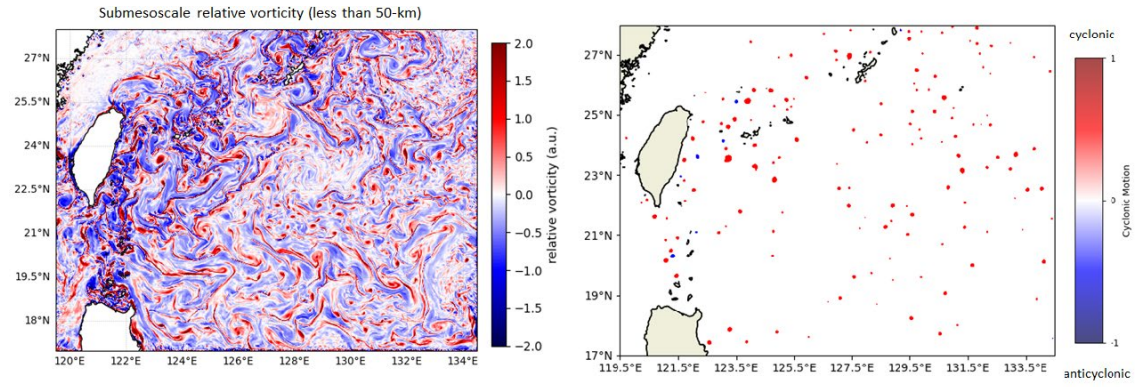 Submesoscale relative vorticity (less than 50-km)
27°N
25.5°N
24°N
22.5°N
21°N
19.5°N
18°N
120°E 122°E 124°E 126°E 128°E 130°E 132°E 134°E
2.0
1.5
1.0
0.5
0.0
−0.5
−1.0
−1.5
−2.0
relative vorticity (a.u.)
27°N
25°N
23°N
21°N
19°N
17°N
119.5°E 121.5°E 123.5°E 125.5°E 127.5°E 129.5°E 131.5°E 133.5°E
cyclonic
1
0
-1
Cyclonic Motion
anticyclonic